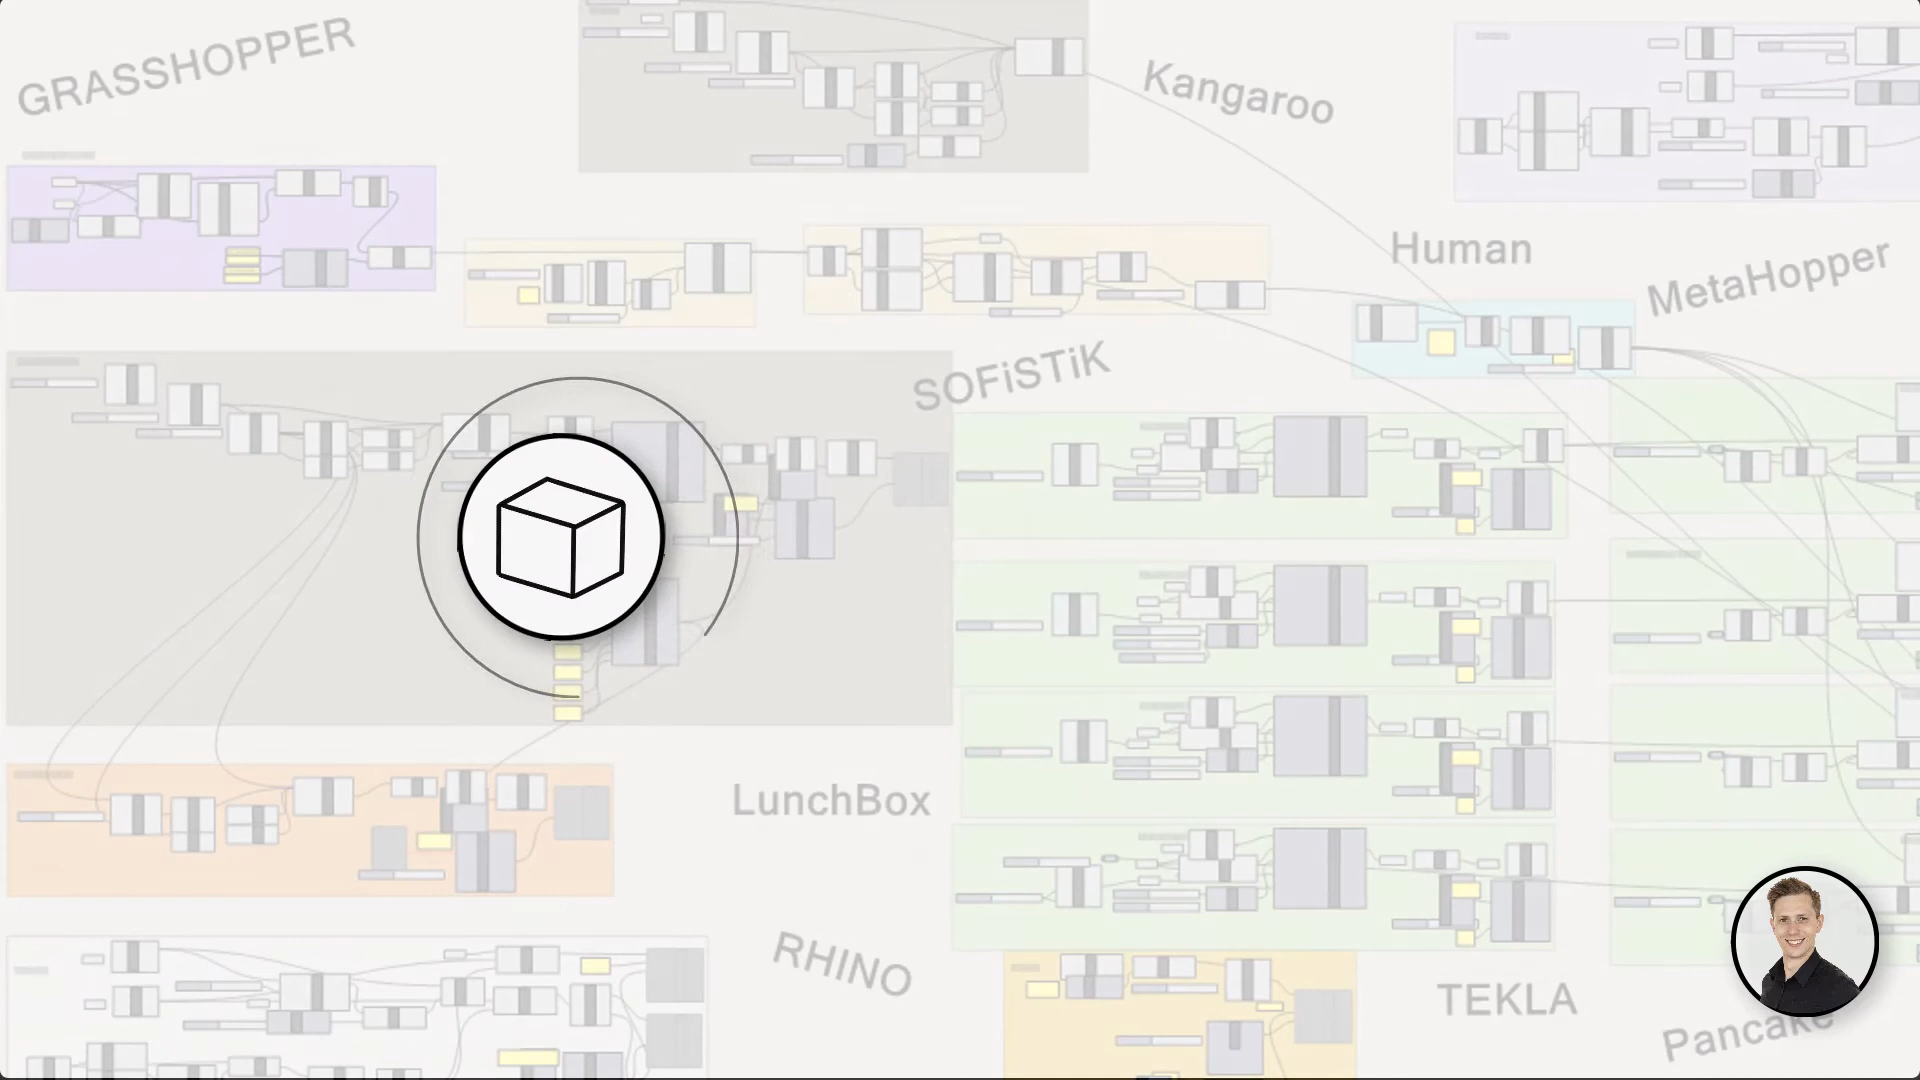 GRASSHOPPER
Kangaroo
Human
MetaHopper
SOFiSTiK
LunchBox
RHINO
TEKLA
Pancake